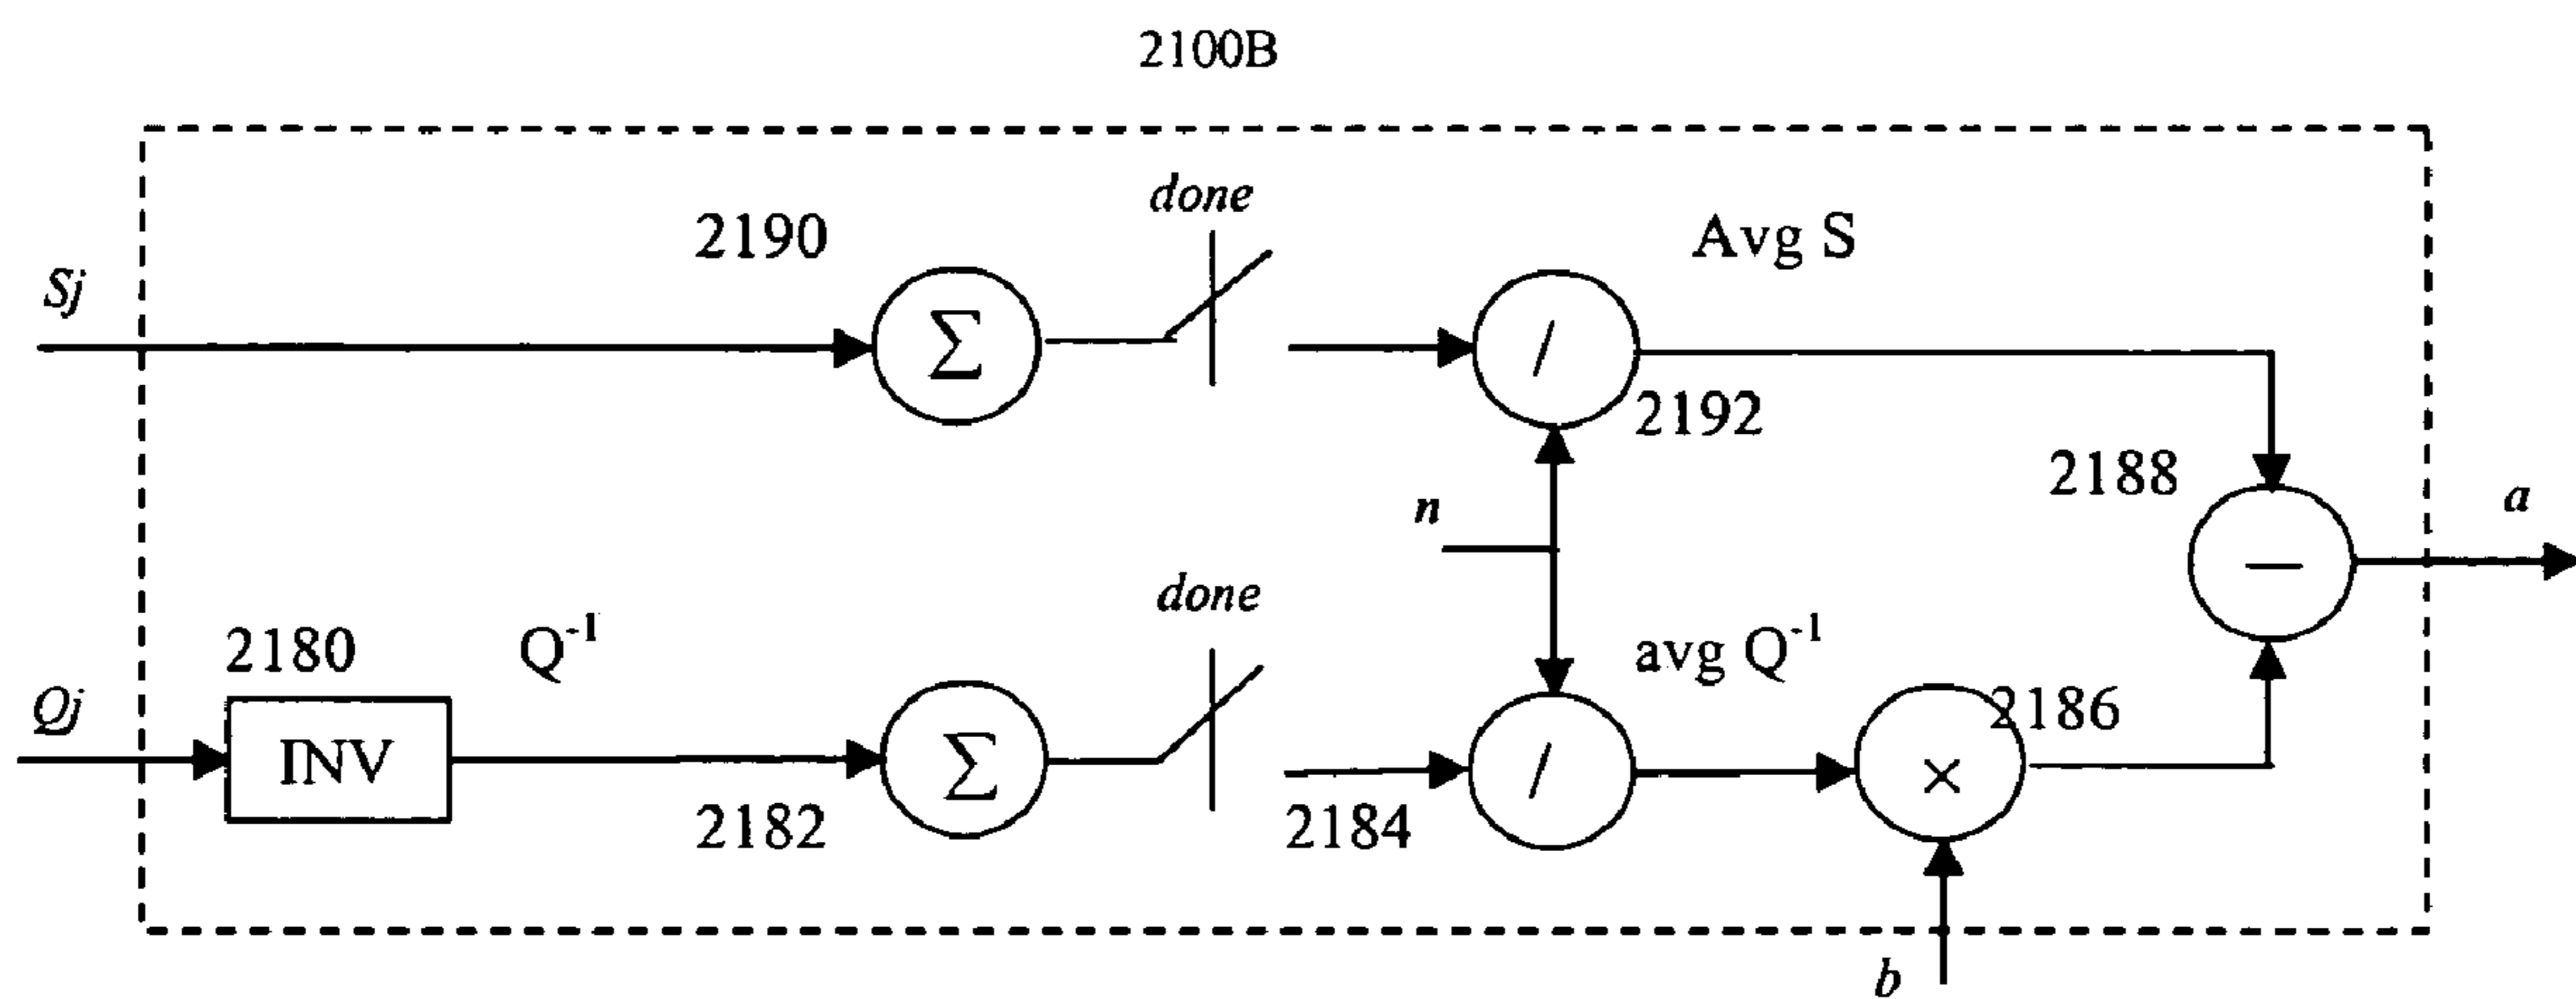 2100B
done
2190
Avg S
Sj
Σ
/
2192
2188
n
a
—
done
2180
Q⁻¹
avg Q⁻¹
Qj
2186
INV
Σ
/
×
2182
2184
b